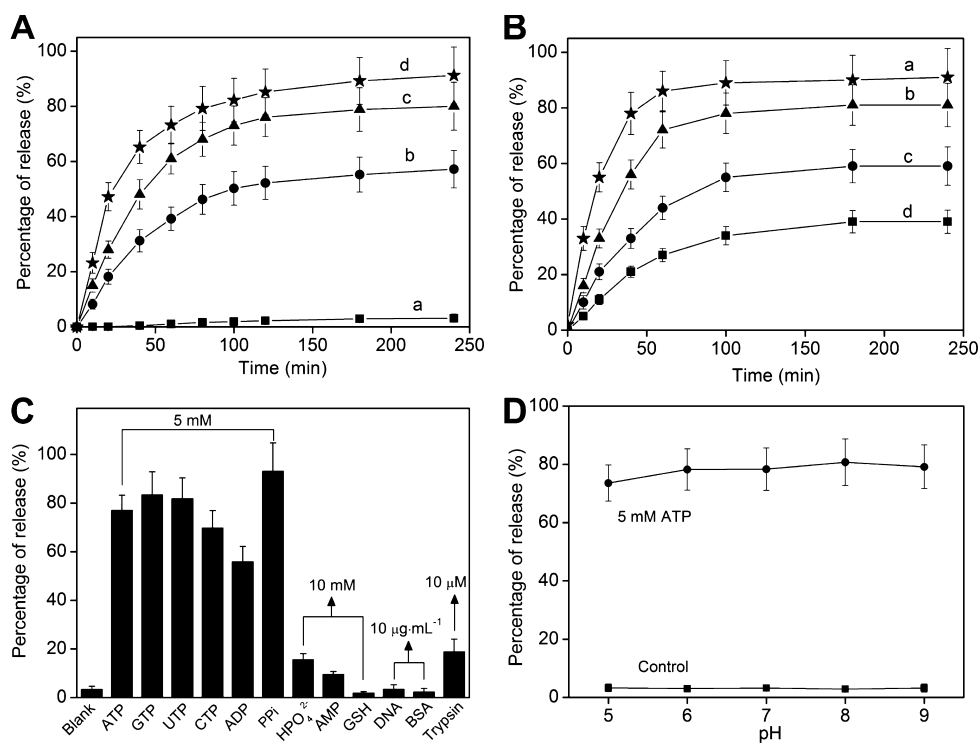 A
Percentage of release (%)
100
80
60
40
20
0
d
c
b
a
0
50
100
150
200
250
Time (min)
B
Percentage of release (%)
100
80
60
40
20
0
a
b
c
d
0
50
100
150
200
250
Time (min)
C
Percentage of release (%)
100
80
60
40
20
0
5 mM
10 mM
10 μg·mL⁻¹
10 μM
Blank
ATP
GTP
UTP
CTP
ADP
PPi
HPO₄²⁻
AMP
GSH
DNA
BSA
Trypsin
D
Percentage of release (%)
100
80
60
40
20
0
5 mM ATP
Control
5
6
7
8
9
pH